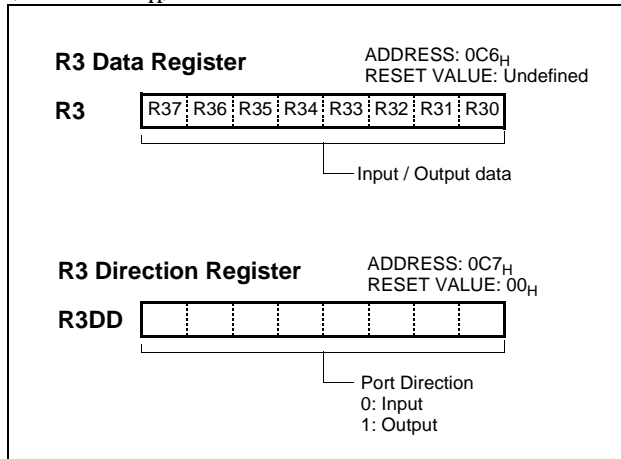 R3 Data Register
ADDRESS: 0C6H
RESET VALUE: Undefined
R3
R37 R36 R35 R34 R33 R32 R31 R30
Input / Output data
R3 Direction Register
ADDRESS: 0C7H
RESET VALUE: 00H
R3DD
Port Direction
0: Input
1: Output